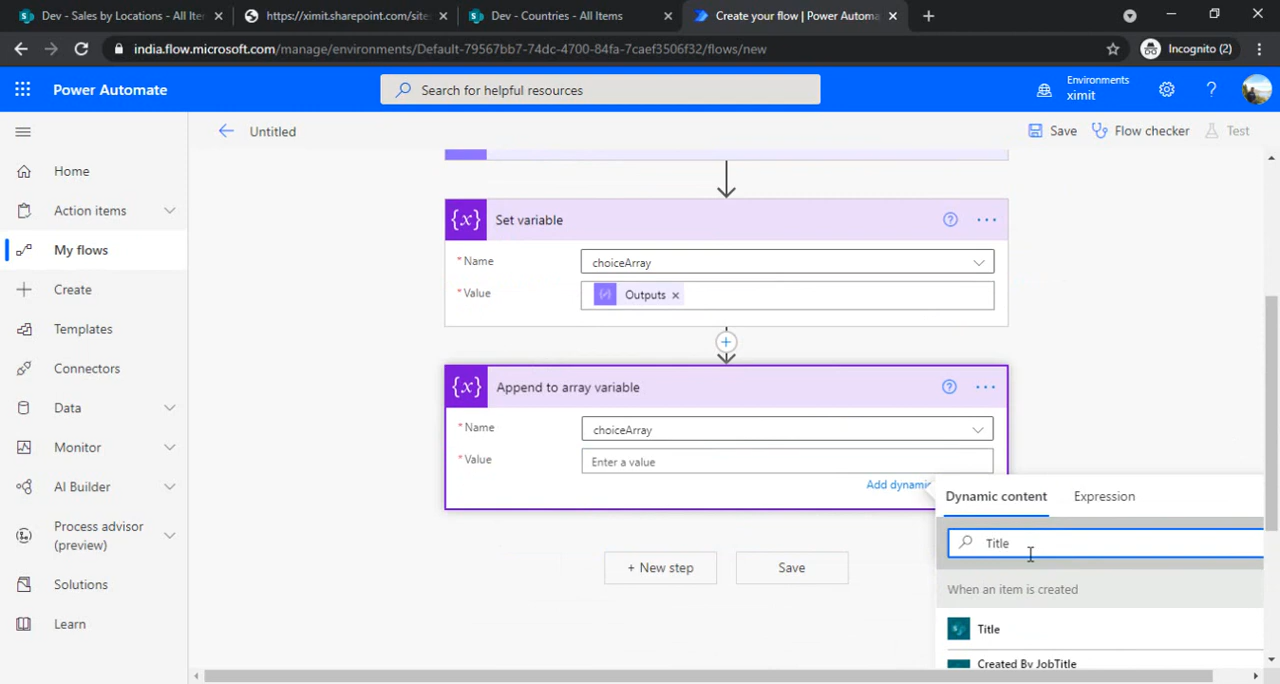 Dev - Sales by Locations - All Iter
https://ximit.sharepoint.com/site
Dev - Countries - All Items
Create your flow | Power Automa
india.flow.microsoft.com/manage/environments/Default-79567bb7-74dc-4700-84fa-7caef3506f32/flows/new
Incognito (2)
Power Automate
Search for helpful resources
Environments
ximit
Untitled
Save
Flow checker
Test
Home
Action items
My flows
Create
Templates
Connectors
Data
Monitor
AI Builder
Process advisor
(preview)
Solutions
Learn
{x} Set variable
* Name
choiceArray
* Value
Outputs
{x} Append to array variable
* Name
choiceArray
* Value
Enter a value
Add dynamic
+ New step
Save
Dynamic content
Expression
Title
When an item is created
Title
Created By JobTitle